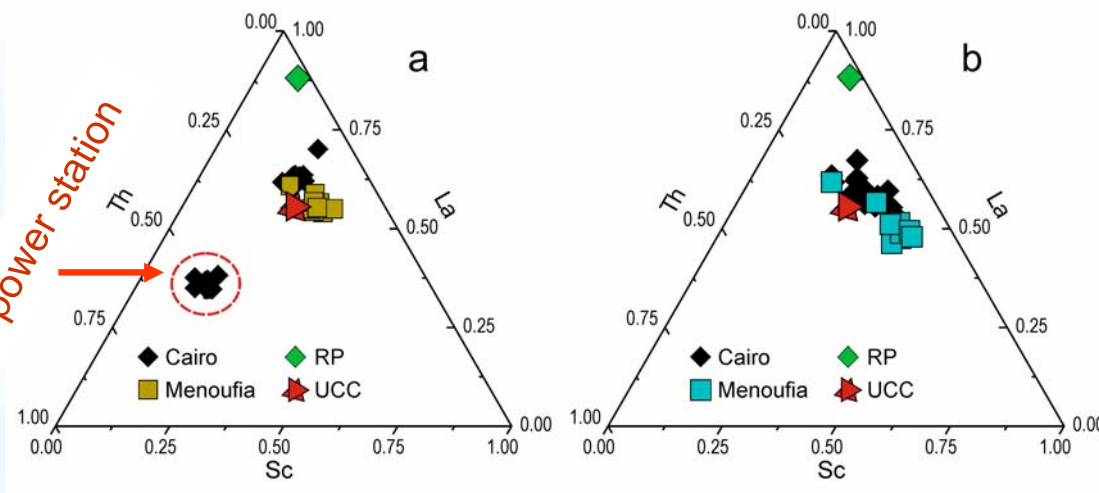 power station
a
0.00 1.00
0.25 0.75
Th La
0.50 0.50
0.75 0.25
Cairo RP
Menoufia UCC
1.00 0.00
0.00 0.25 0.50 0.75 1.00
Sc
b
0.00 1.00
0.25 0.75
Th La
0.50 0.50
0.75 0.25
Cairo RP
Menoufia UCC
1.00 0.00
0.00 0.25 0.50 0.75 1.00
Sc